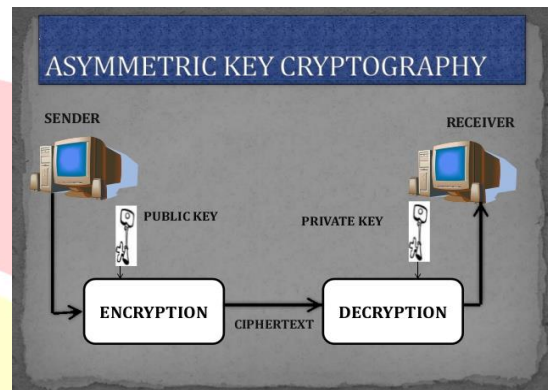 ASYMMETRIC KEY CRYPTOGRAPHY
SENDER
RECEIVER
PUBLIC KEY
PRIVATE KEY
ENCRYPTION
CIPHERTEXT
DECRYPTION